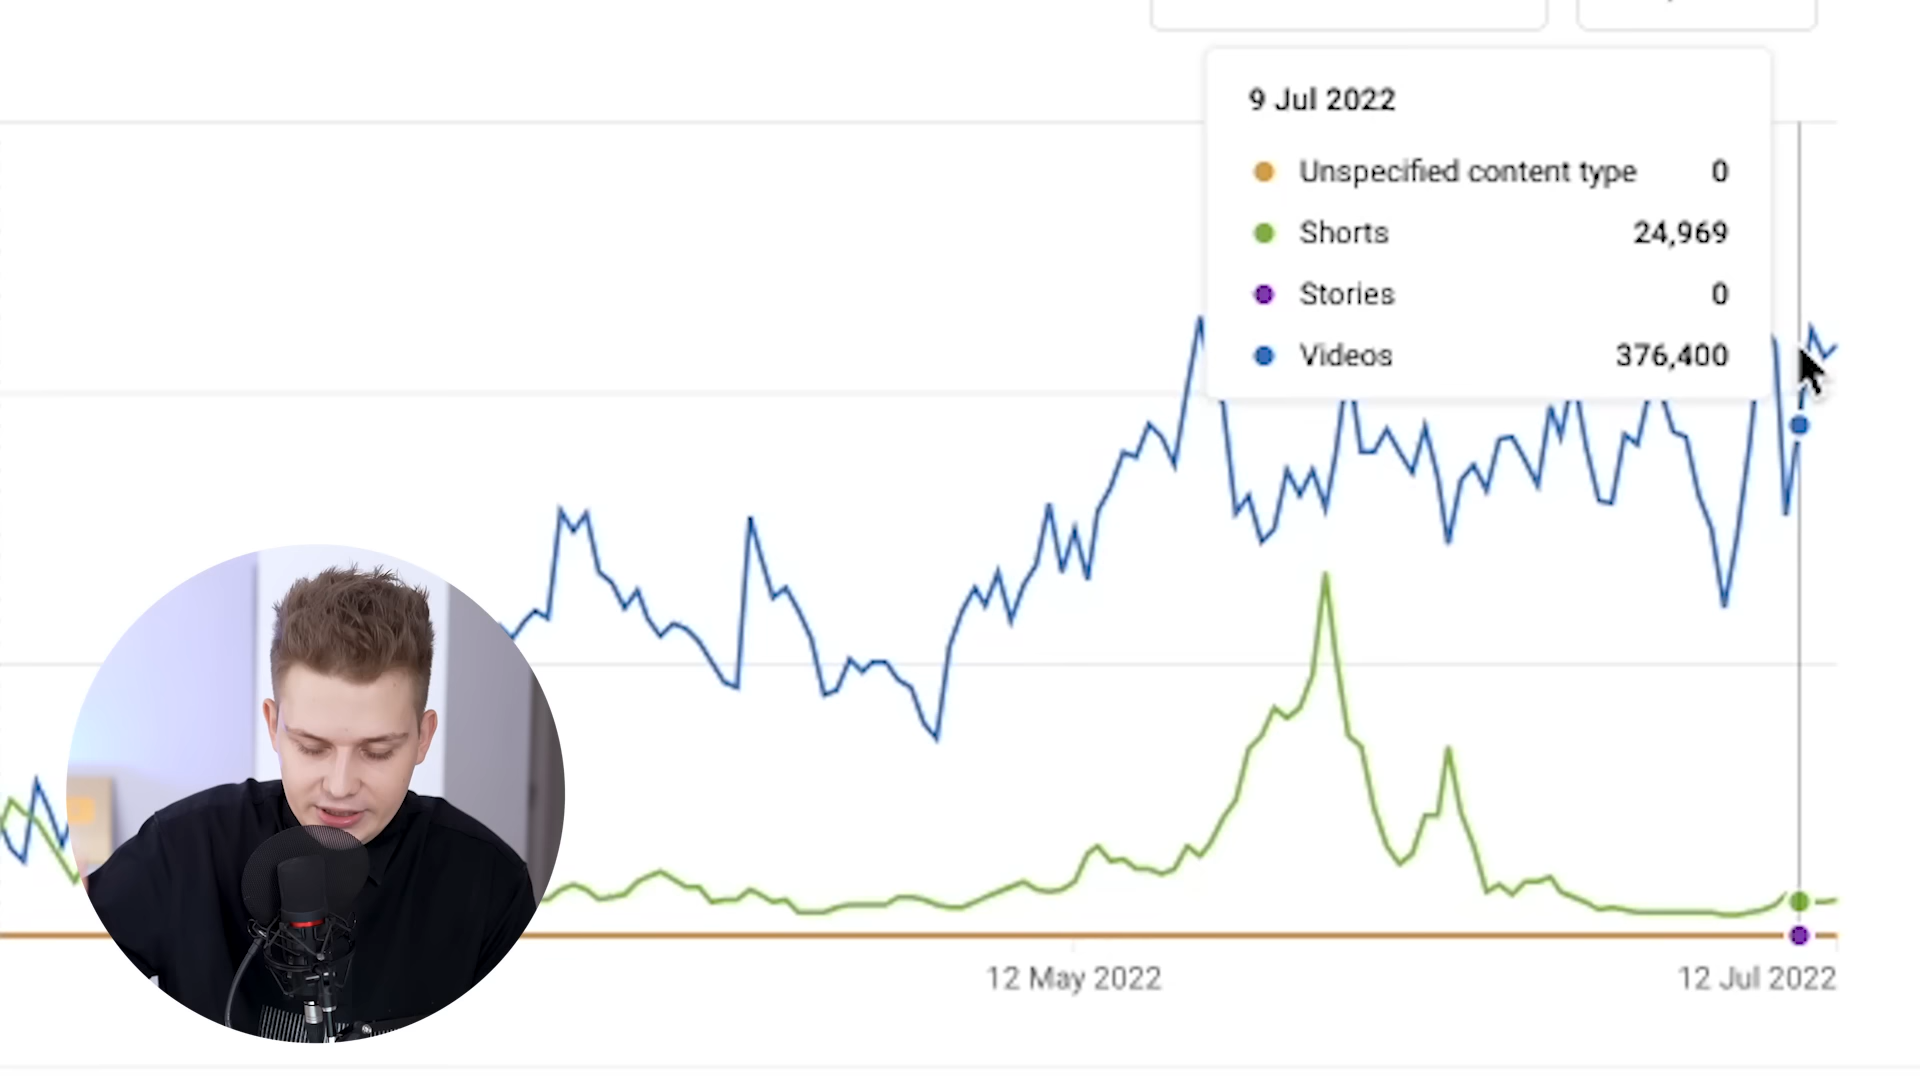 9 Jul 2022
Unspecified content type 0
Shorts 24,969
Stories 0
Videos 376,400
12 May 2022
12 Jul 2022